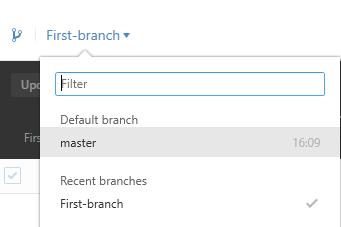 First-branch
Filter
Default branch
master 16:09
Recent branches
First-branch